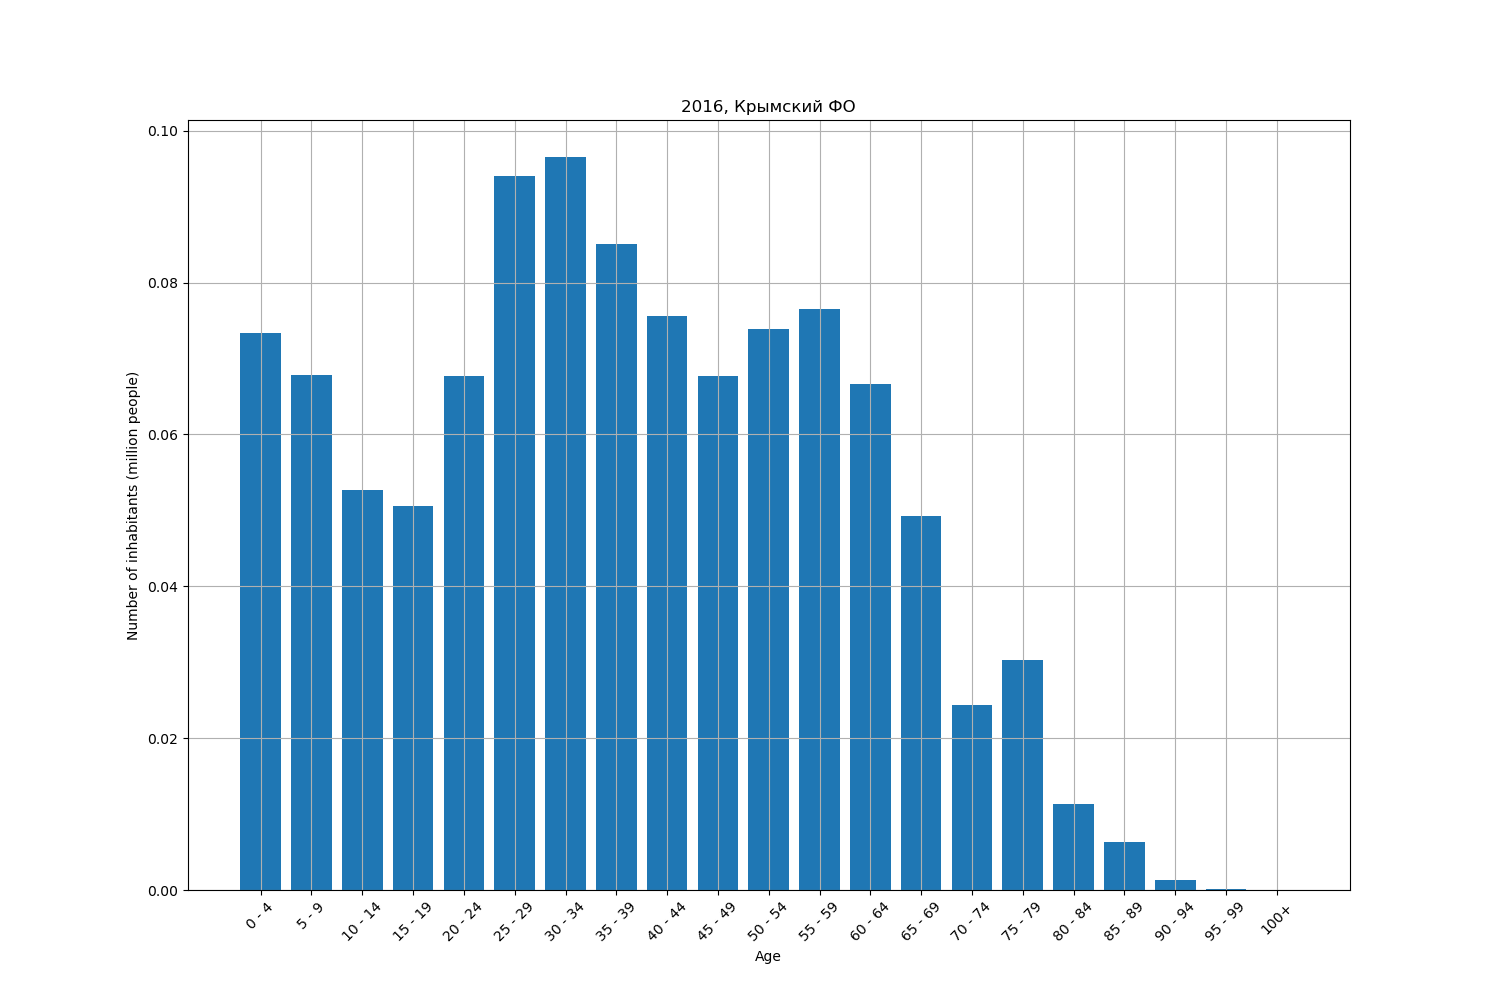 2016, Крымский ФО
Number of inhabitants (million people)
0.10
0.08
0.06
0.04
0.02
0.00
0 - 4
5 - 9
10 - 14
15 - 19
20 - 24
25 - 29
30 - 34
35 - 39
40 - 44
45 - 49
50 - 54
55 - 59
60 - 64
65 - 69
70 - 74
75 - 79
80 - 84
85 - 89
90 - 94
95 - 99
100+
Age